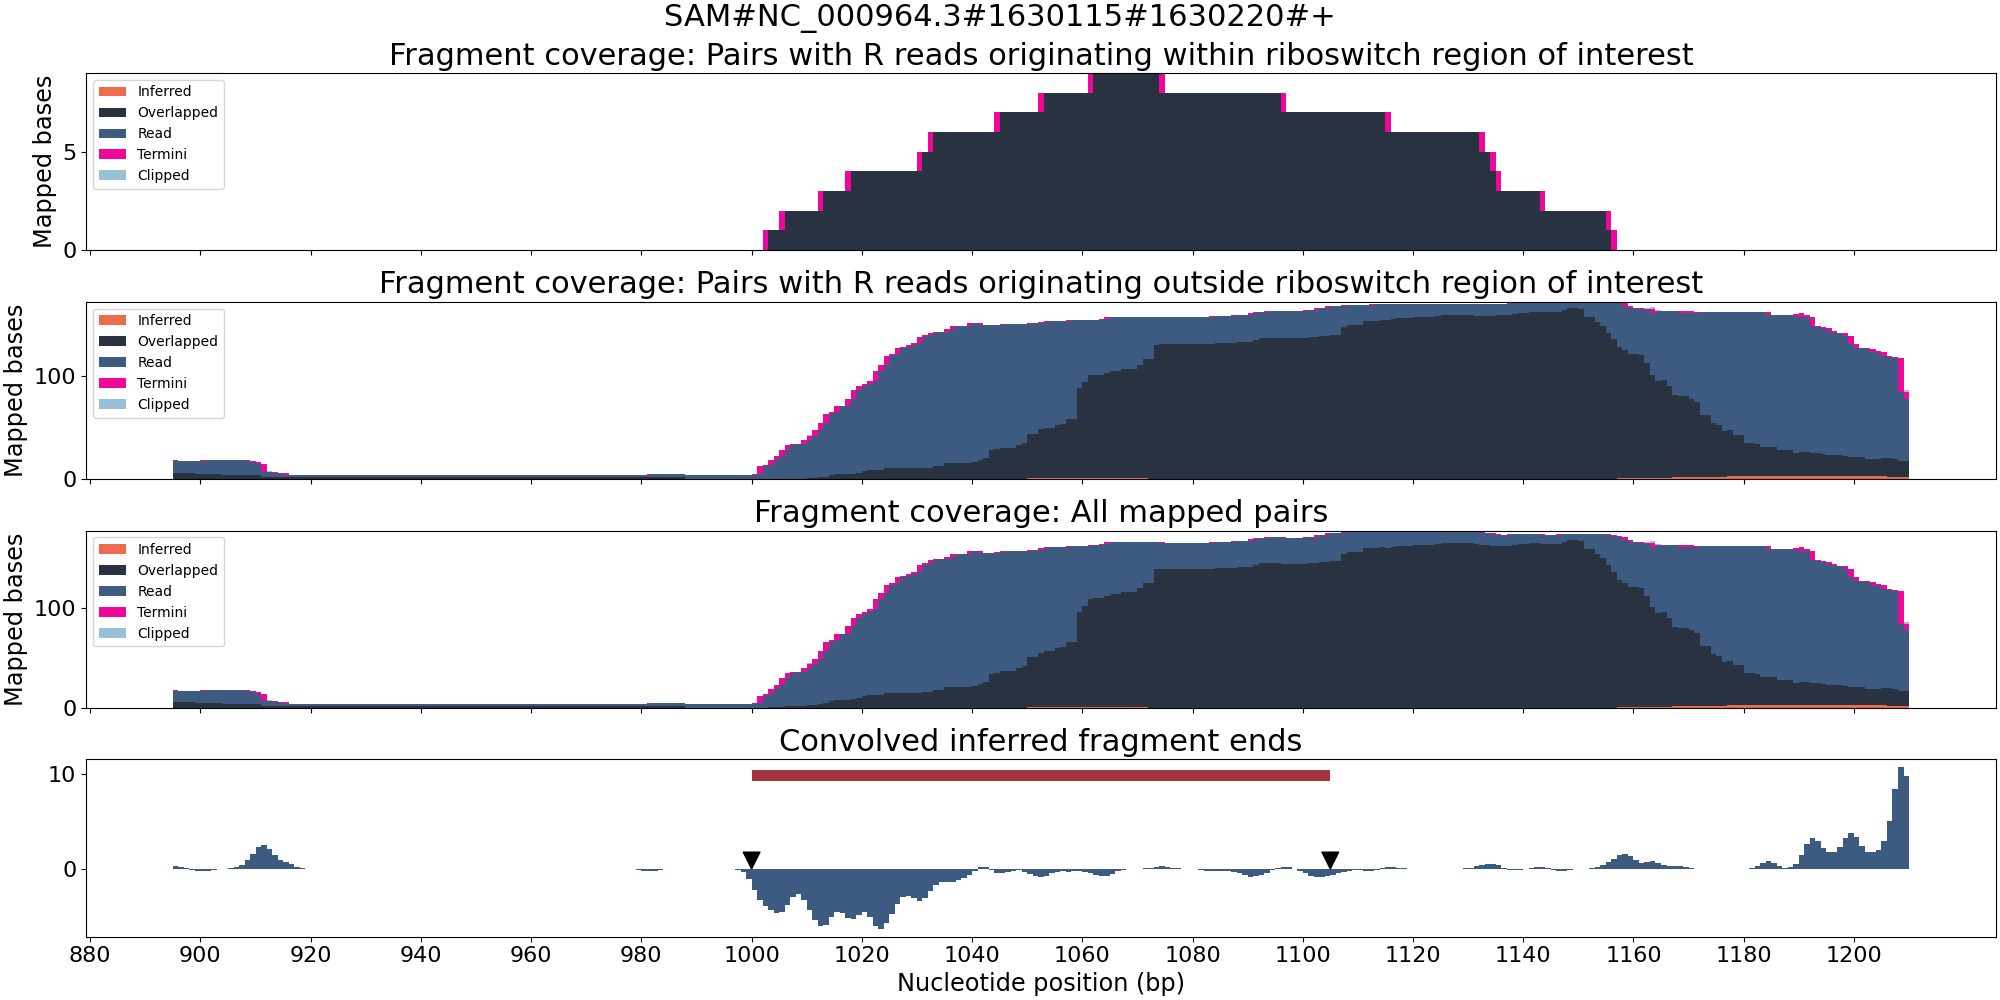 SAM#NC_000964.3#1630115#1630220#+
Fragment coverage: Pairs with R reads originating within riboswitch region of interest
Mapped bases
5
0
Inferred
Overlapped
Read
Termini
Clipped
Fragment coverage: Pairs with R reads originating outside riboswitch region of interest
Mapped bases
100
0
Inferred
Overlapped
Read
Termini
Clipped
Fragment coverage: All mapped pairs
Mapped bases
100
0
Inferred
Overlapped
Read
Termini
Clipped
Convolved inferred fragment ends
10
0
880 900 920 940 960 980 1000 1020 1040 1060 1080 1100 1120 1140 1160 1180 1200
Nucleotide position (bp)